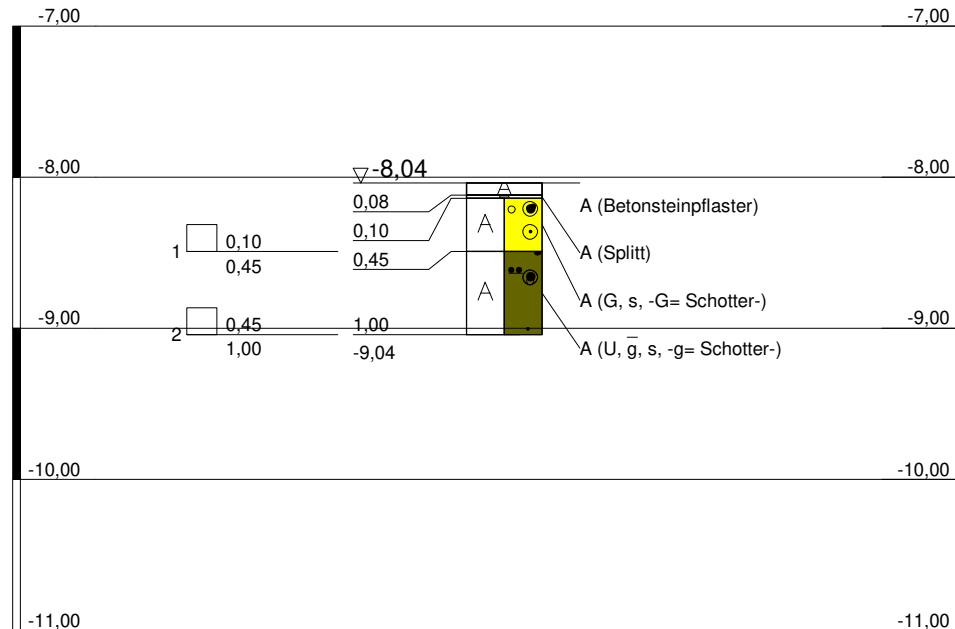 -7,00 -7,00
-8,00 -8,04 -8,00
A
0,08 A (Betonsteinpflaster)
0,10 A
1 0,10 0,45 A (Splitt)
0,45
A A (G, s, -G= Schotter-)
2 0,45 1,00 -9,00 -9,00
1,00 -9,04 A (U, g̅, s, -g= Schotter-)
-10,00 -10,00
-11,00 -11,00